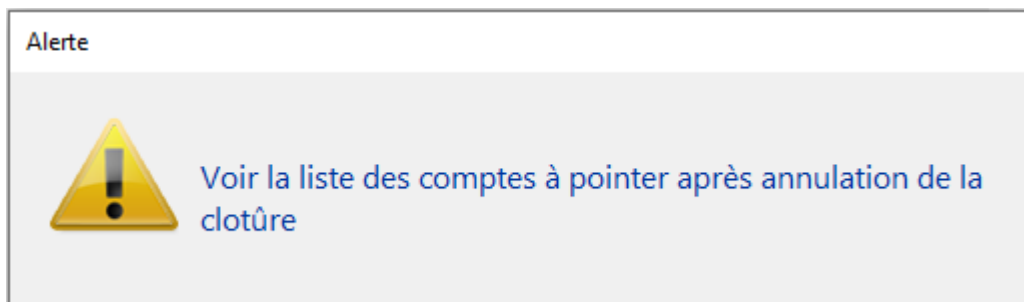 Alerte
Voir la liste des comptes à pointer après annulation de la
clotûre